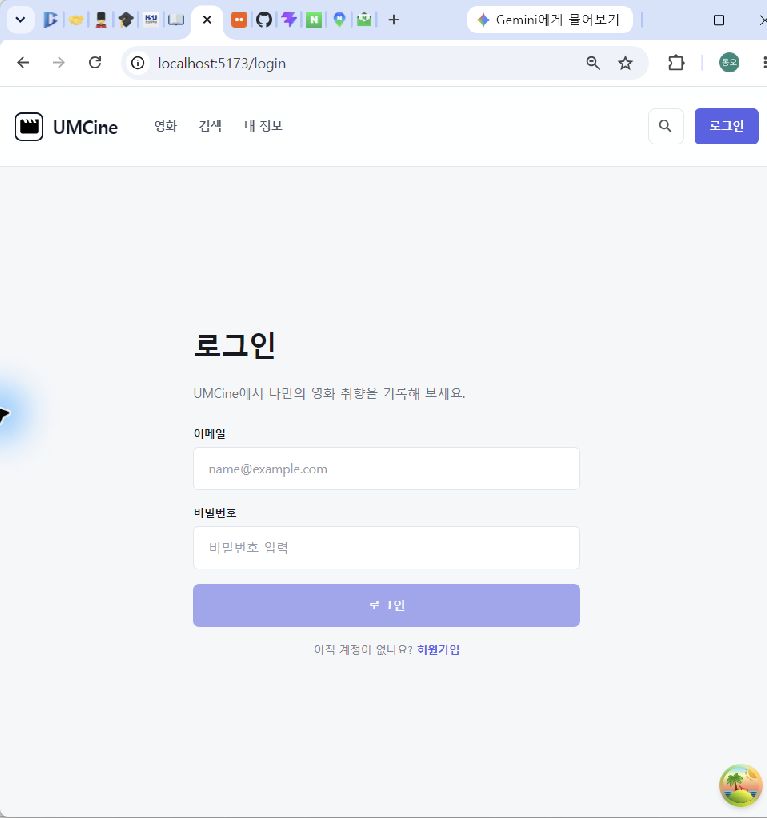 Gemini에게 물어보기
localhost:5173/login
UMCine 영화 검색 내 정보 로그인
로그인
UMCine에서 나만의 영화 취향을 기록해 보세요.
이메일
name@example.com
비밀번호
비밀번호 입력
로그인
아직 계정이 없나요? 회원가입